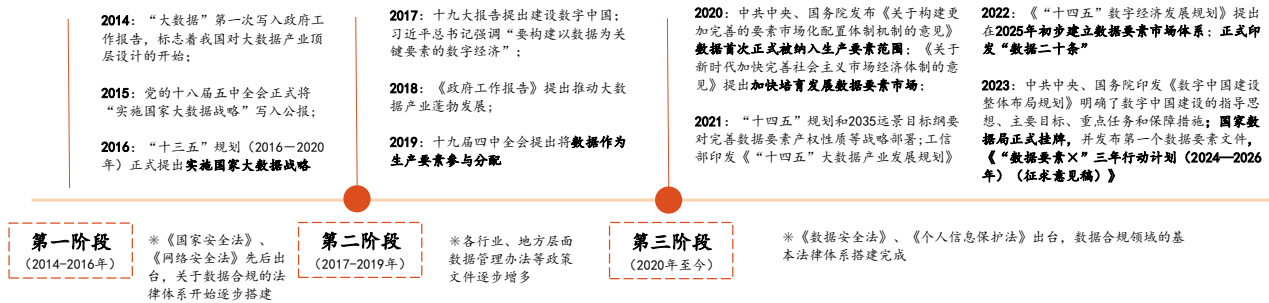 2014：“大数据”第一次写入政府工
作报告，标志着我国对大数据产业顶
层设计的开始；
2015：党的十八届五中全会正式将
“实施国家大数据战略”写入公报；
2016：“十三五”规划（2016—2020
年）正式提出实施国家大数据战略
2017：十九大报告提出建设数字中国；
习近平总书记强调“要构建以数据为关
键要素的数字经济”；
2018：《政府工作报告》提出推动大数
据产业蓬勃发展；
2019：十九届四中全会提出将数据作为
生产要素参与分配
2020：中共中央、国务院发布《关于构建更
加完善的要素市场化配置体制机制的意见》
数据首次正式被纳入生产要素范围；《关于
新时代加快完善社会主义市场经济体制的意
见》提出加快培育发展数据要素市场；
2021：“十四五”规划和2035远景目标纲要
对完善数据要素产权性质等战略部署;工信
部印发《“十四五”大数据产业发展规划》
2022：《“十四五”数字经济发展规划》提出
在2025年初步建立数据要素市场体系；正式印
发“数据二十条”
2023：中共中央、国务院印发《数字中国建设
整体布局规划》明确了数字中国建设的指导思
想、主要目标、重点任务和保障措施；国家数
据局正式挂牌，并发布第一个数据要素文件，
《“数据要素×”三年行动计划（2024—2026
年）（征求意见稿）》
第一阶段
（2014-2016年）
※《国家安全法》、
《网络安全法》先后出
台，关于数据合规的法
律体系开始逐步搭建
第二阶段
（2017-2019年）
※各行业、地方层面
数据管理办法等政策
文件逐步增多
第三阶段
（2020年至今）
※《数据安全法》、《个人信息保护法》出台，数据合规领域的基
本法律体系搭建完成